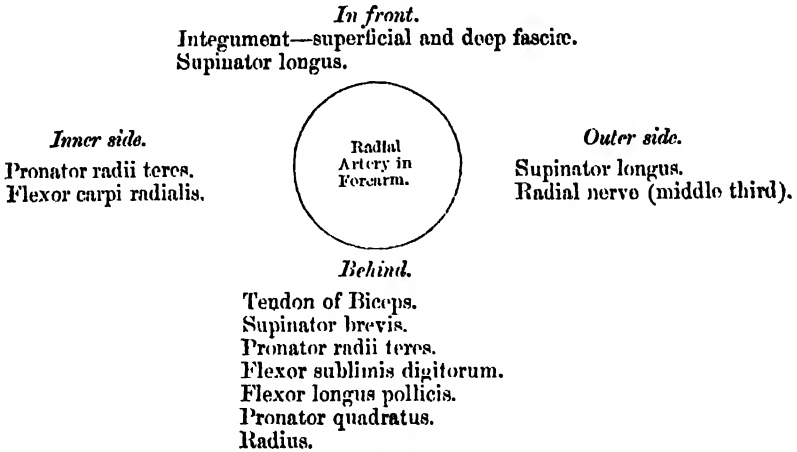 In front.
Integument—superficial and deep fasciæ.
Supinator longus.
Inner side.
Pronator radii teres.
Flexor carpi radialis.
Radial
Artery in
Forearm.
Outer side.
Supinator longus.
Radial nerve (middle third).
Behind.
Tendon of Biceps.
Supinator brevis.
Pronator radii teres.
Flexor sublimis digitorum.
Flexor longus pollicis.
Pronator quadratus.
Radius.